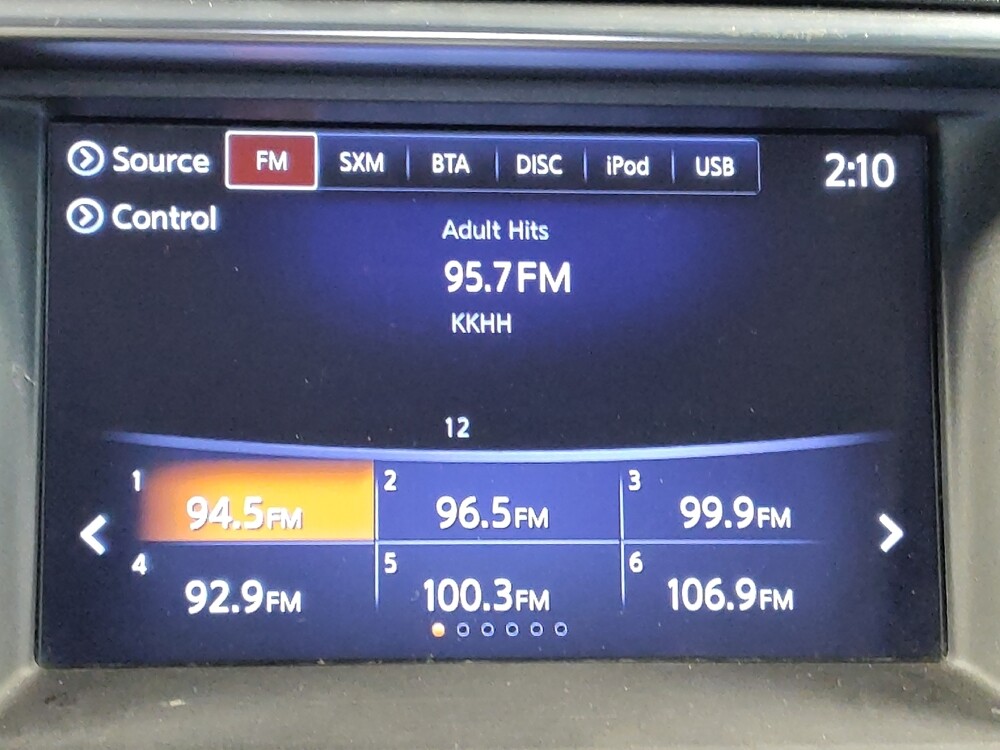 Source FM SXM BTA DISC iPod USB 2:10
Control
Adult Hits
95.7FM
KKHH
12
1 94.5FM 2 96.5FM 3 99.9FM
4 92.9FM 5 100.3FM 6 106.9FM